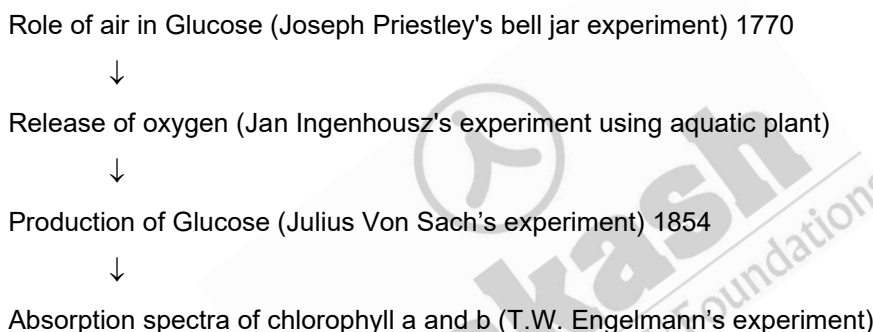 Role of air in Glucose (Joseph Priestley's bell jar experiment) 1770
↓
Release of oxygen (Jan Ingenhousz's experiment using aquatic plant)
↓
Production of Glucose (Julius Von Sach's experiment) 1854
↓
Absorption spectra of chlorophyll a and b (T.W. Engelmann's experiment)